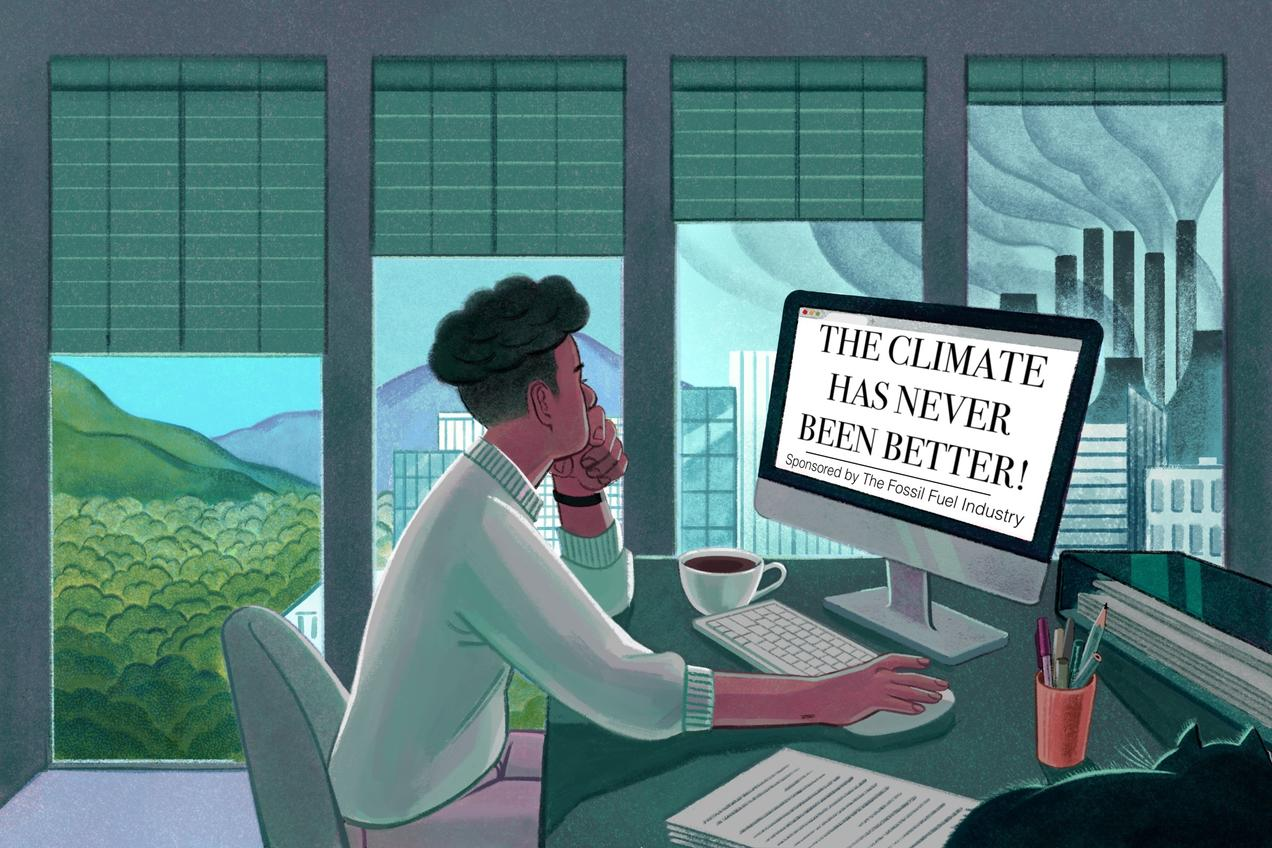 THE CLIMATE
HAS NEVER
BEEN BETTER!
Sponsored by The Fossil Fuel Industry